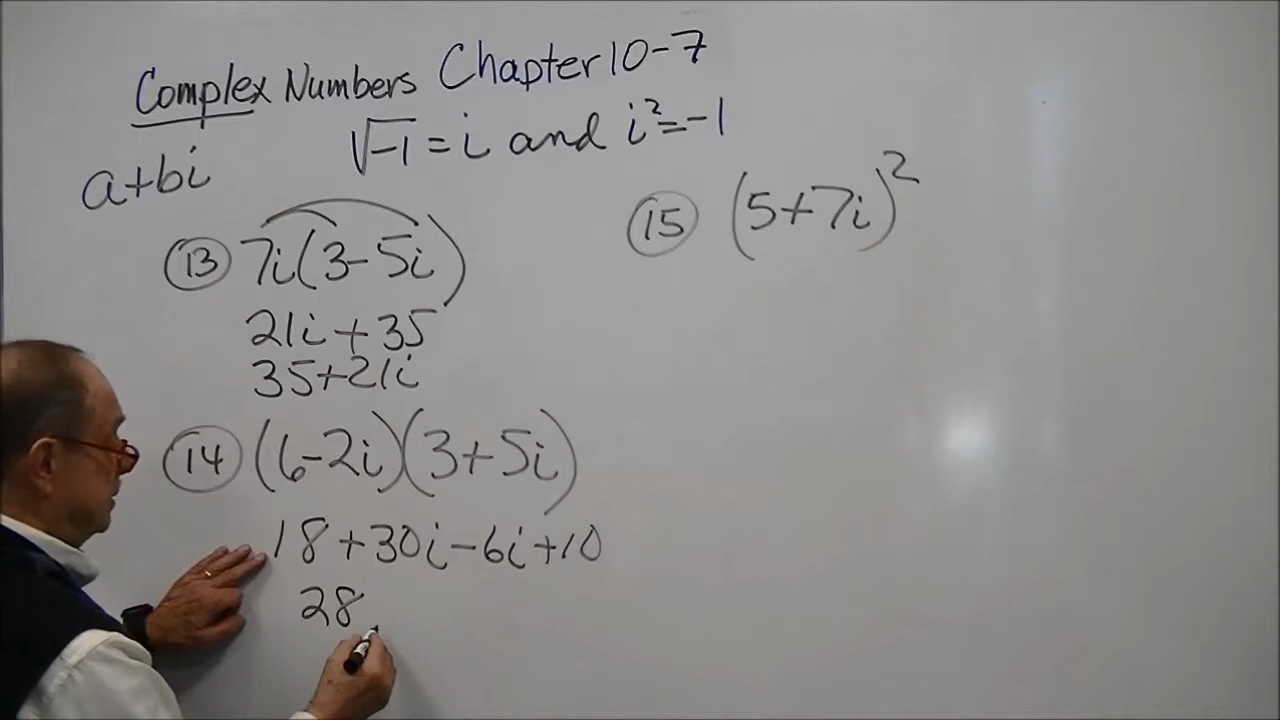 Complex Numbers Chapter 10-7
√-1 = i and i²=-1
a+bi
13 7i(3-5i)
21i+35
35+21i
14 (6-2i)(3+5i)
18+30i-6i+10
28
15 (5+7i)²